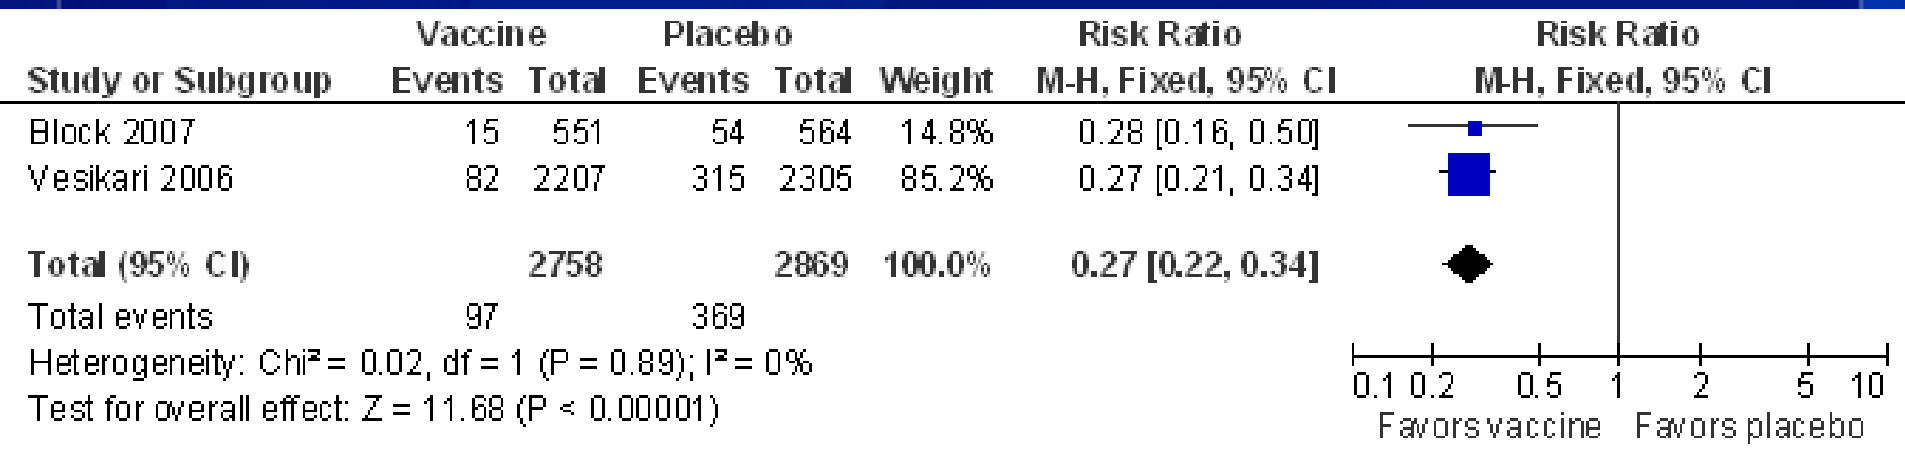 Vaccine Placebo Risk Ratio Risk Ratio
Study or Subgroup Events Total Events Total Weight M-H, Fixed, 95% CI M-H, Fixed, 95% CI
Block 2007 15 551 54 564 14.8% 0.28 [0.16, 0.50]
Vesikari 2006 82 2207 315 2305 85.2% 0.27 [0.21, 0.34]
Total (95% CI) 2758 2869 100.0% 0.27 [0.22, 0.34]
Total events 97 369
Heterogeneity: Chi² = 0.02, df = 1 (P = 0.89); I² = 0%
Test for overall effect: Z = 11.68 (P < 0.00001)
0.1 0.2 0.5 1 2 5 10
Favors vaccine Favors placebo